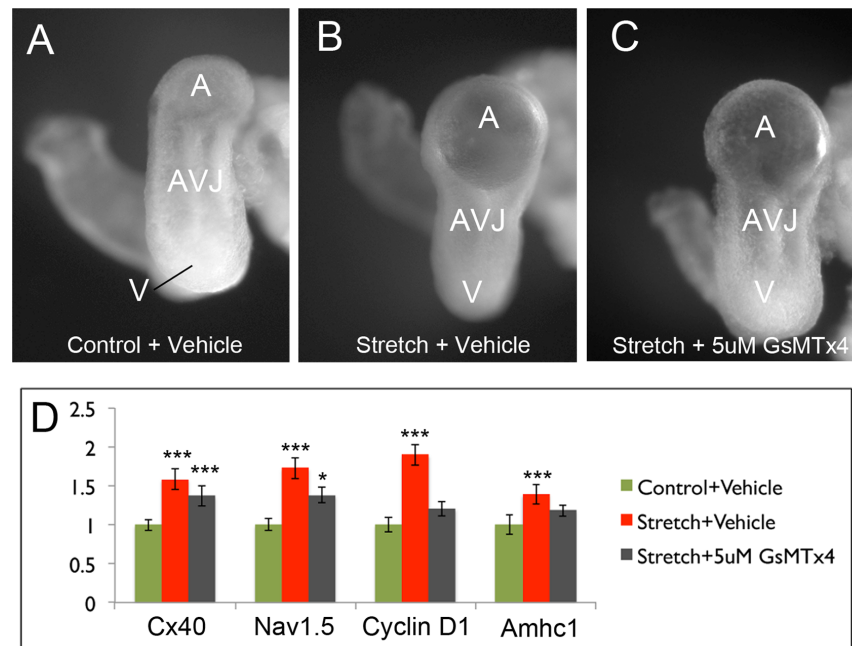 A
A
AVJ
V
Control + Vehicle
B
A
AVJ
V
Stretch + Vehicle
C
A
AVJ
V
Stretch + 5uM GsMTx4
D
2.5
2
1.5
1
0.5
0
***
***
***
*
***
***
Cx40
Nav1.5
Cyclin D1
Amhc1
Control+Vehicle
Stretch+Vehicle
Stretch+5uM GsMTx4